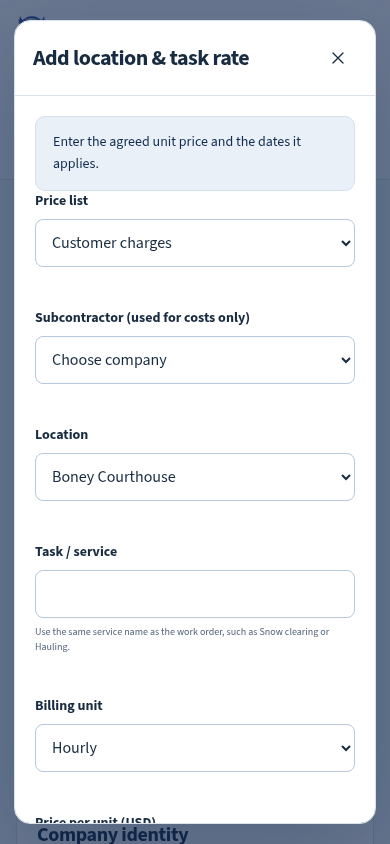 Add location & task rate
Enter the agreed unit price and the dates it
applies.
Price list
Customer charges
Subcontractor (used for costs only)
Choose company
Location
Boney Courthouse
Task / service
Use the same service name as the work order, such as Snow clearing or
Hauling.
Billing unit
Hourly
Price per unit (USD)
Company identity